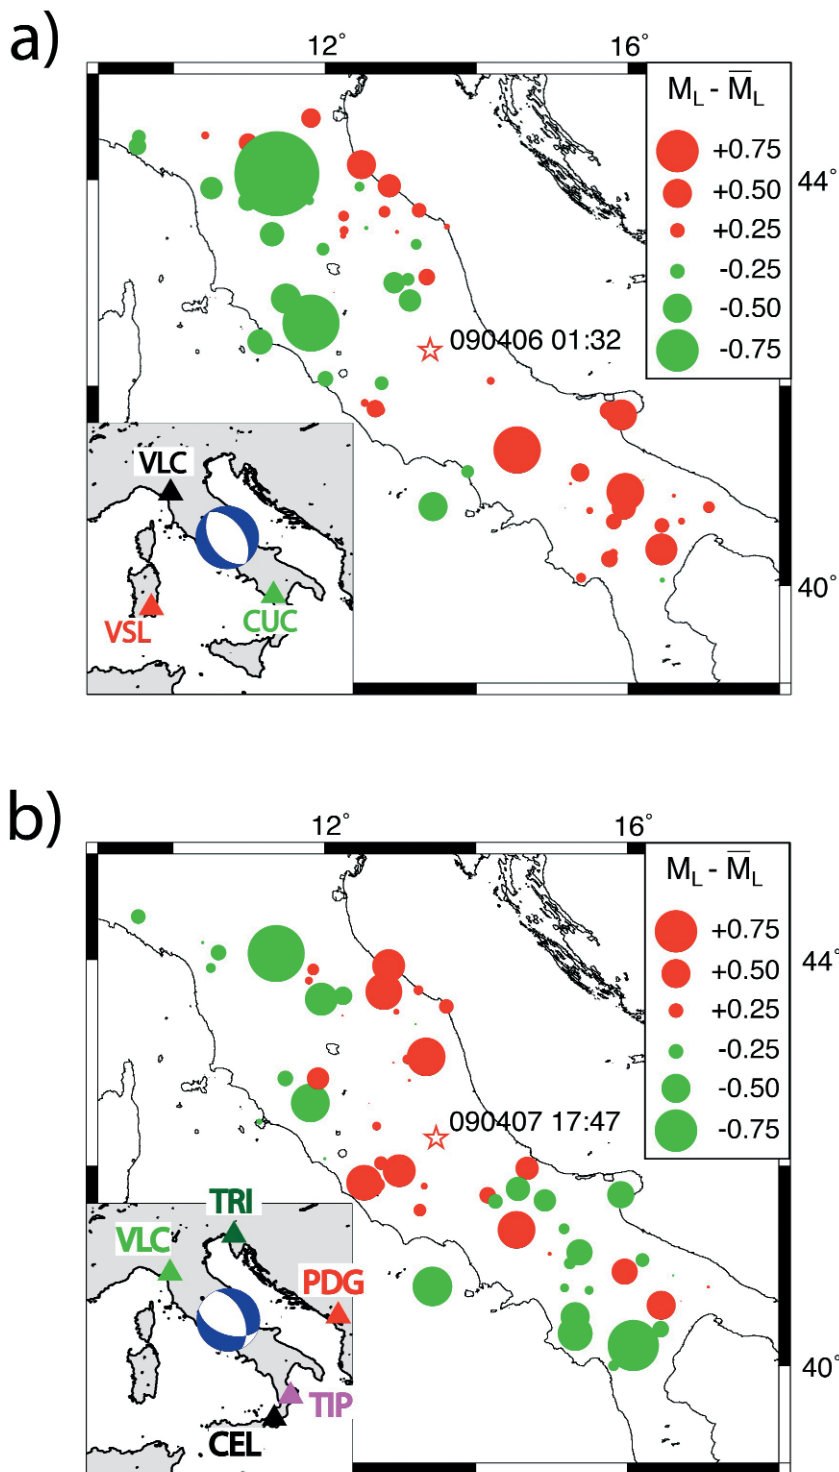 a)
12° 16°
M_L - M̅_L
+0.75
44°
+0.50
+0.25
-0.25
-0.50
-0.75
090406 01:32
VLC
40°
VSL CUC
b)
12° 16°
M_L - M̅_L
+0.75
44°
+0.50
+0.25
-0.25
-0.50
090407 17:47
-0.75
TRI
VLC
PDG
40°
TIP
CEL